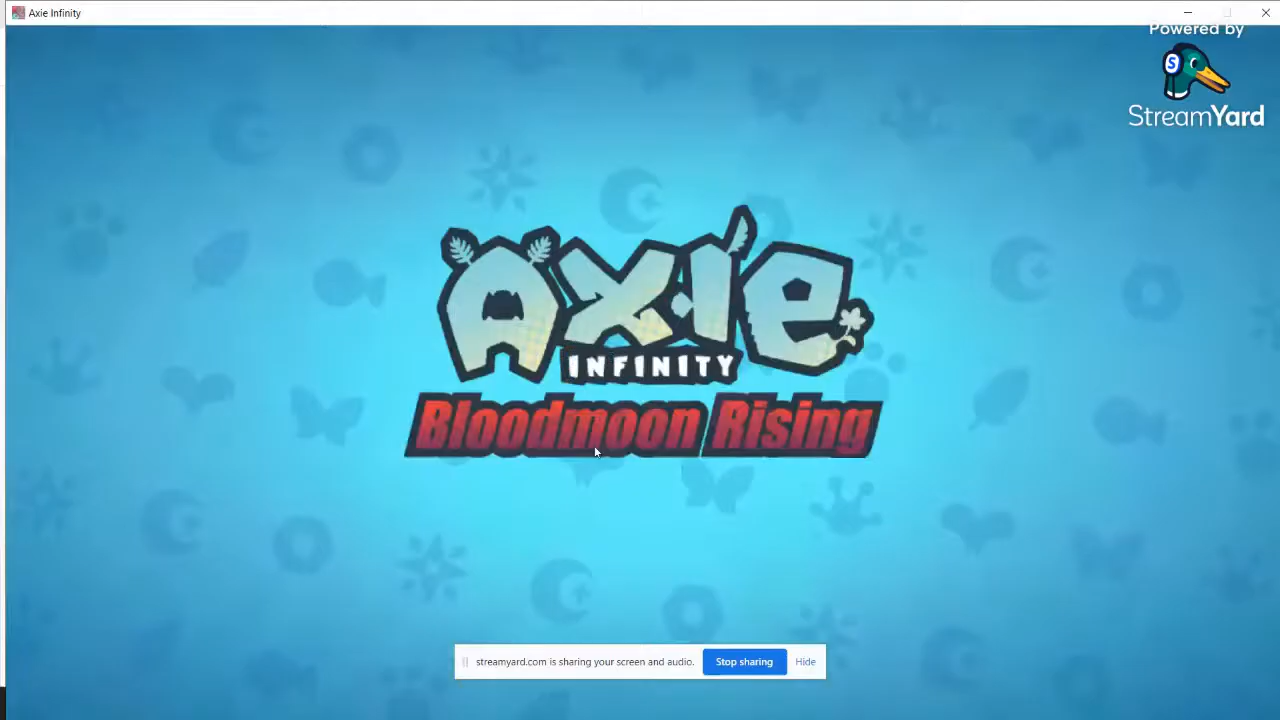 Axie Infinity
Powered by
StreamYard
Axie
INFINITY
Bloodmoon Rising
streamyard.com is sharing your screen and audio.
Stop sharing
Hide